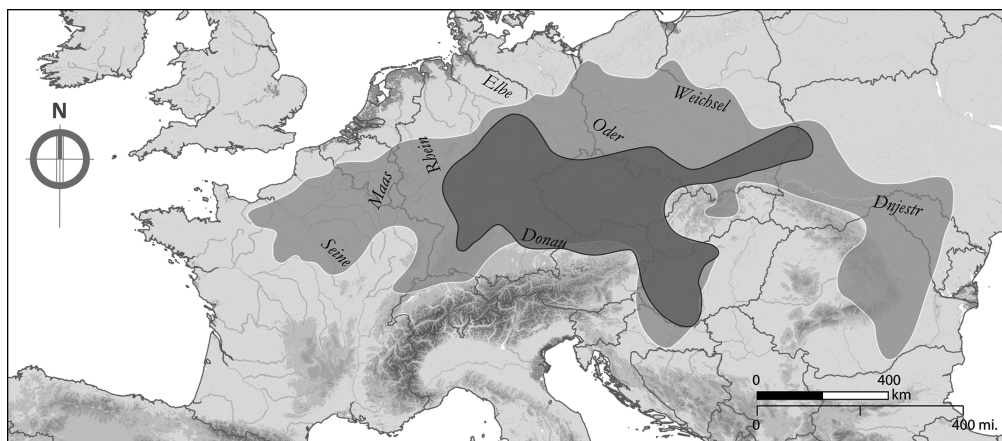 Elbe
Weichsel
Oder
Rhein
Maas
Dnjestr
Donau
Seine
N
0 400
km
0 400 mi.